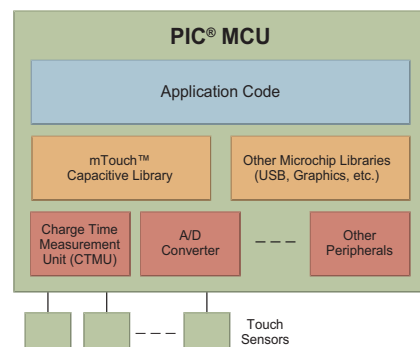 PIC® MCU
Application Code
mTouch™
Capacitive Library
Other Microchip Libraries
(USB, Graphics, etc.)
Charge Time
Measurement
Unit (CTMU)
A/D
Converter
Other
Peripherals
Touch
Sensors